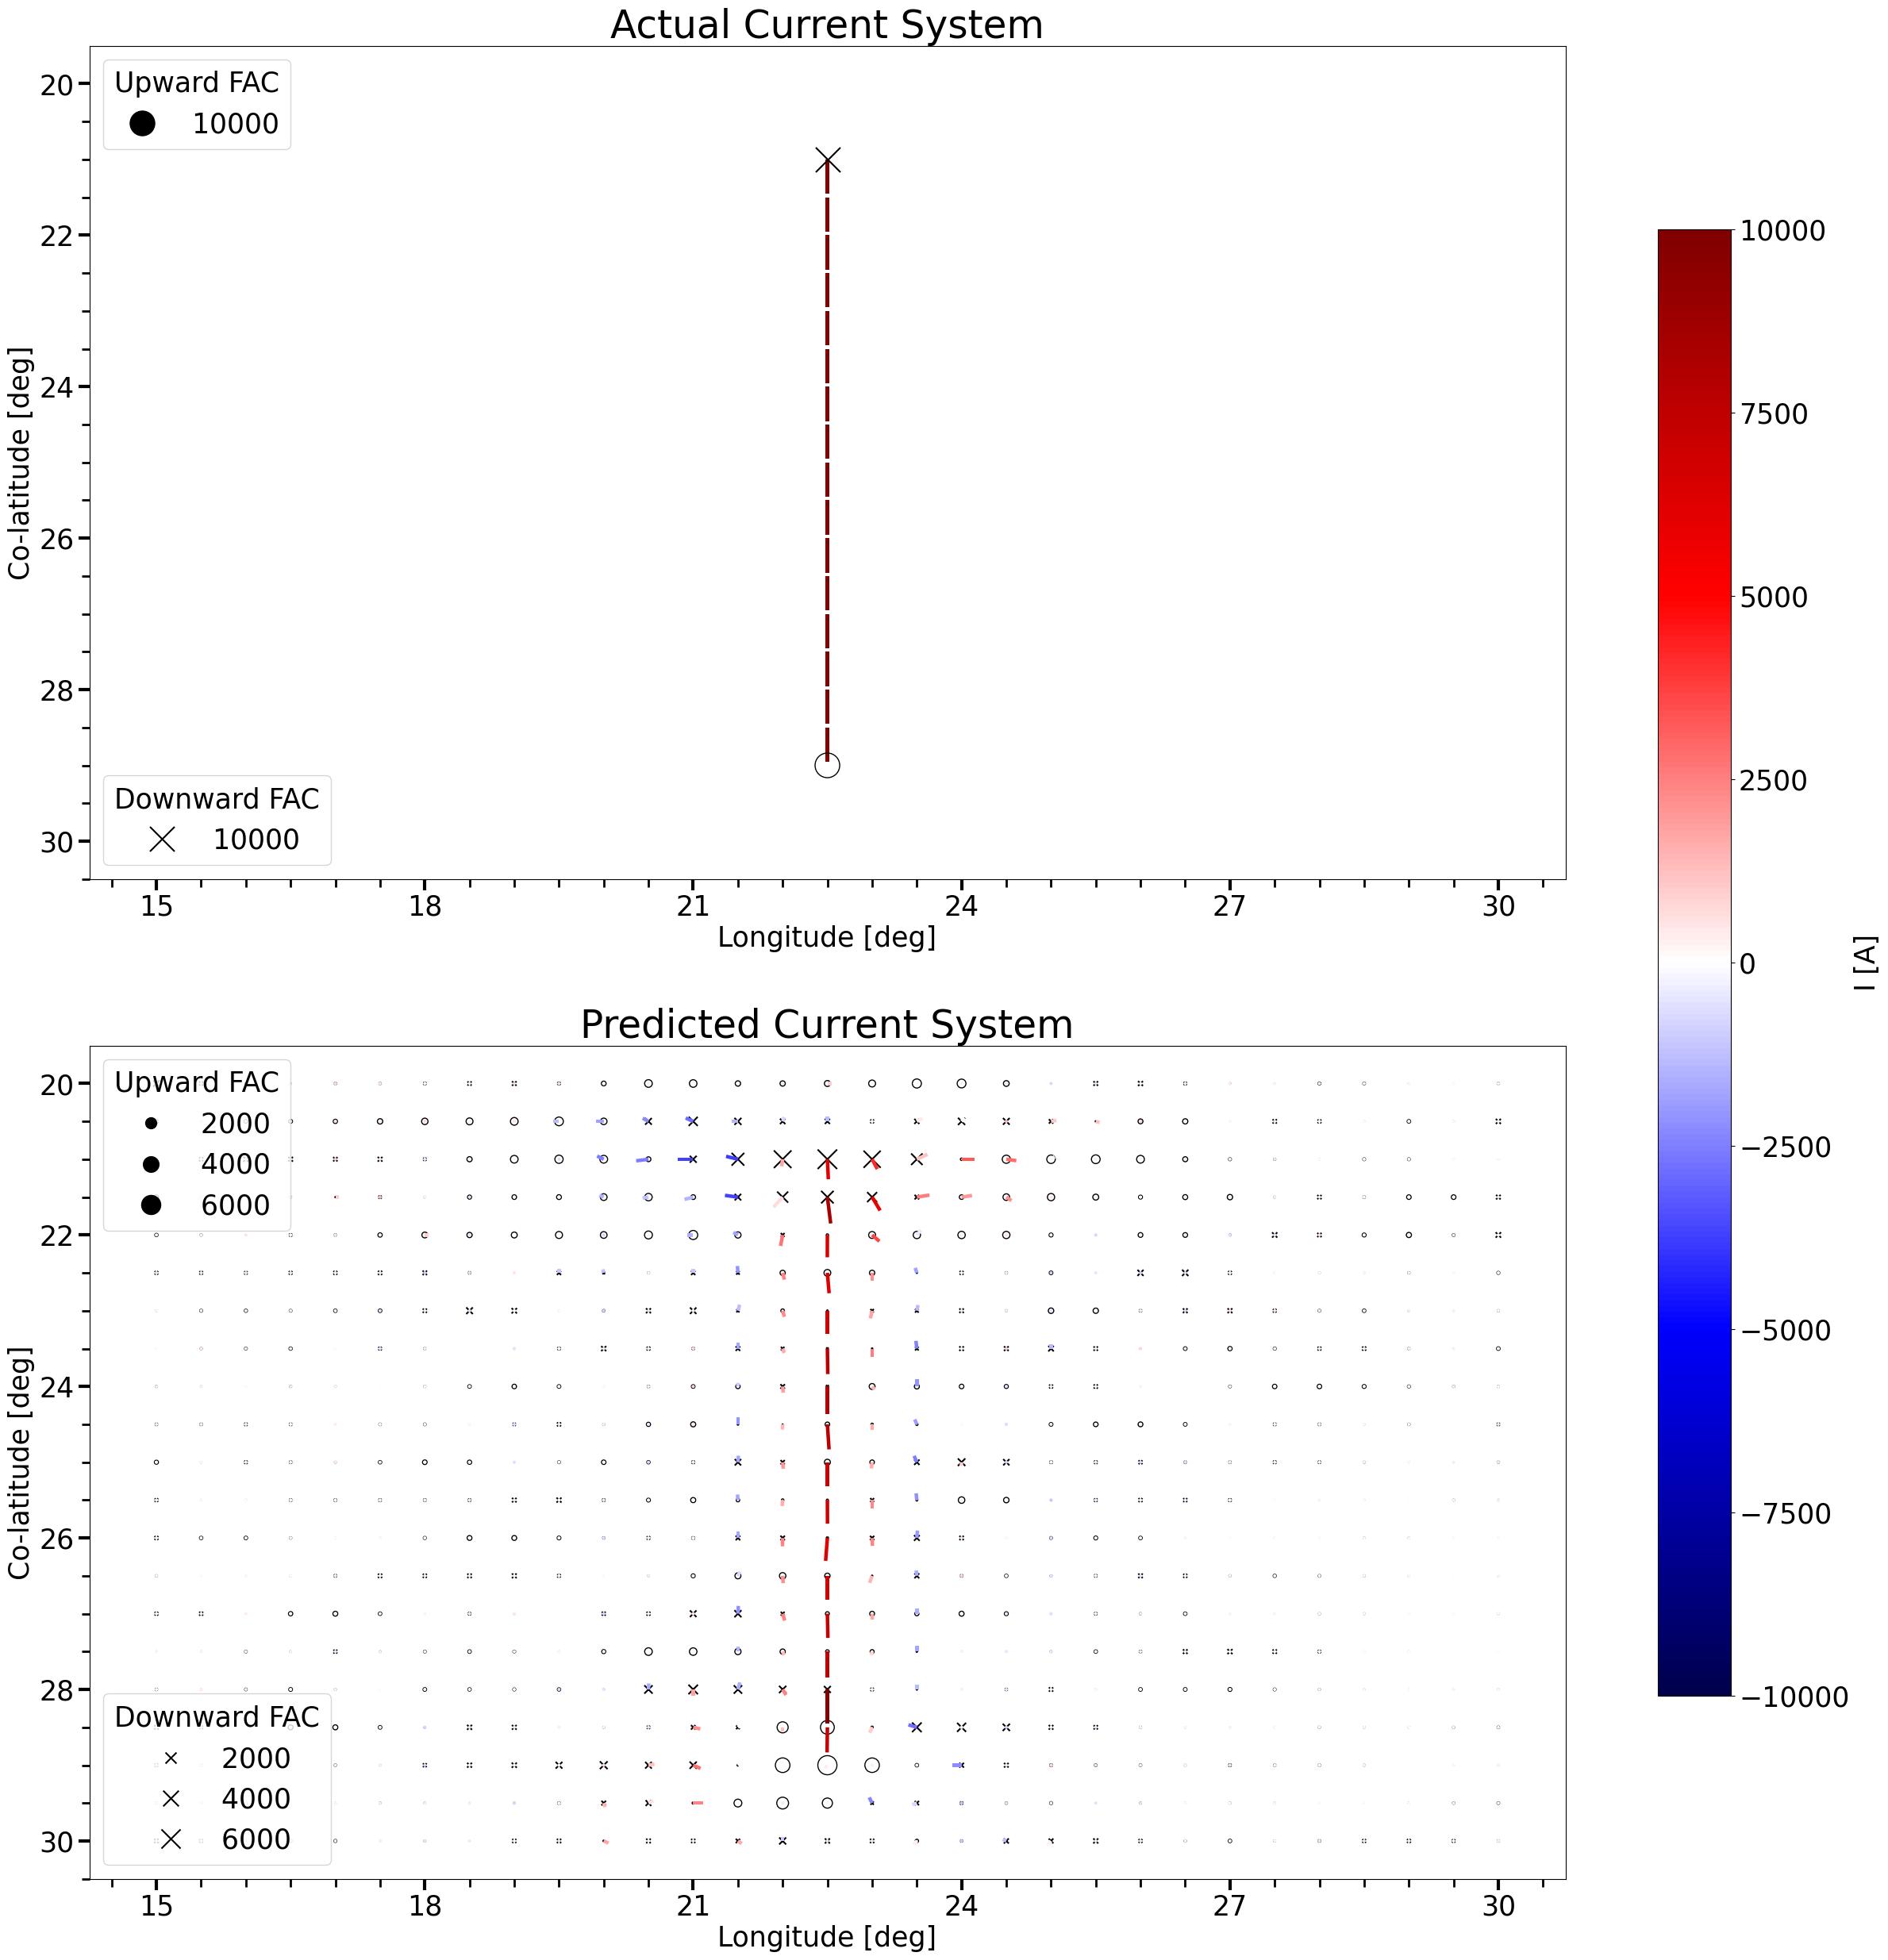 Actual Current System
Upward FAC
10000
Downward FAC
10000
20
22
24
26
28
30
Co-latitude [deg]
15 18 21 24 27 30
Longitude [deg]
Predicted Current System
Upward FAC
2000
4000
6000
Downward FAC
2000
4000
6000
20
22
24
26
28
30
Co-latitude [deg]
15 18 21 24 27 30
Longitude [deg]
10000
7500
5000
2500
0
−2500
−5000
−7500
−10000
I [A]